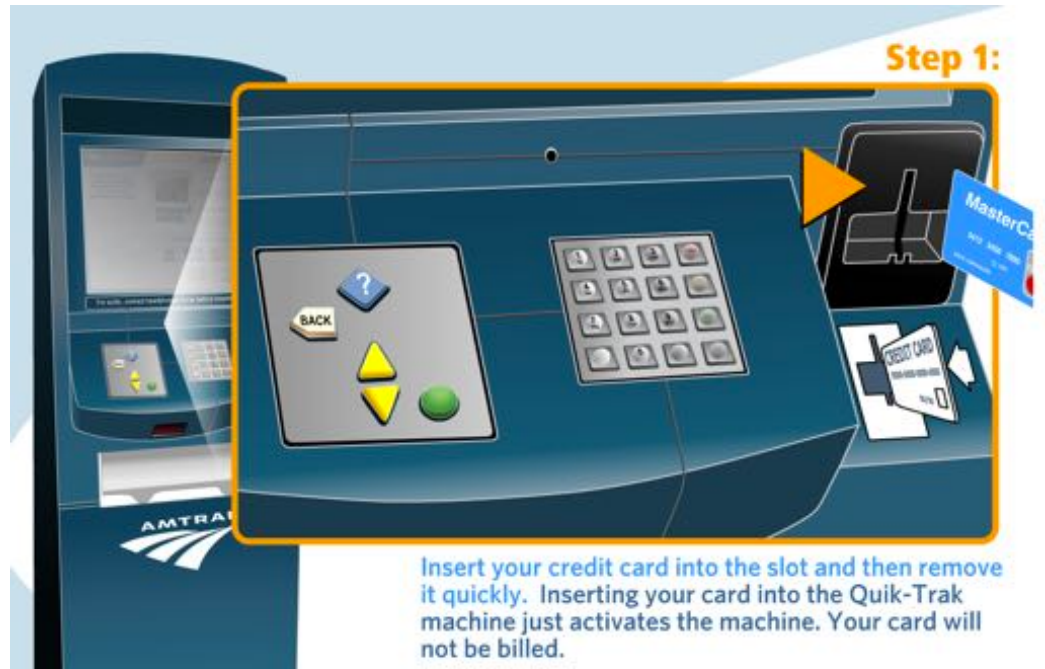 Step 1:
MasterCa
?
BACK
CREDIT CARD
AMTRA
Insert your credit card into the slot and then remove
it quickly. Inserting your card into the Quik-Trak
machine just activates the machine. Your card will
not be billed.